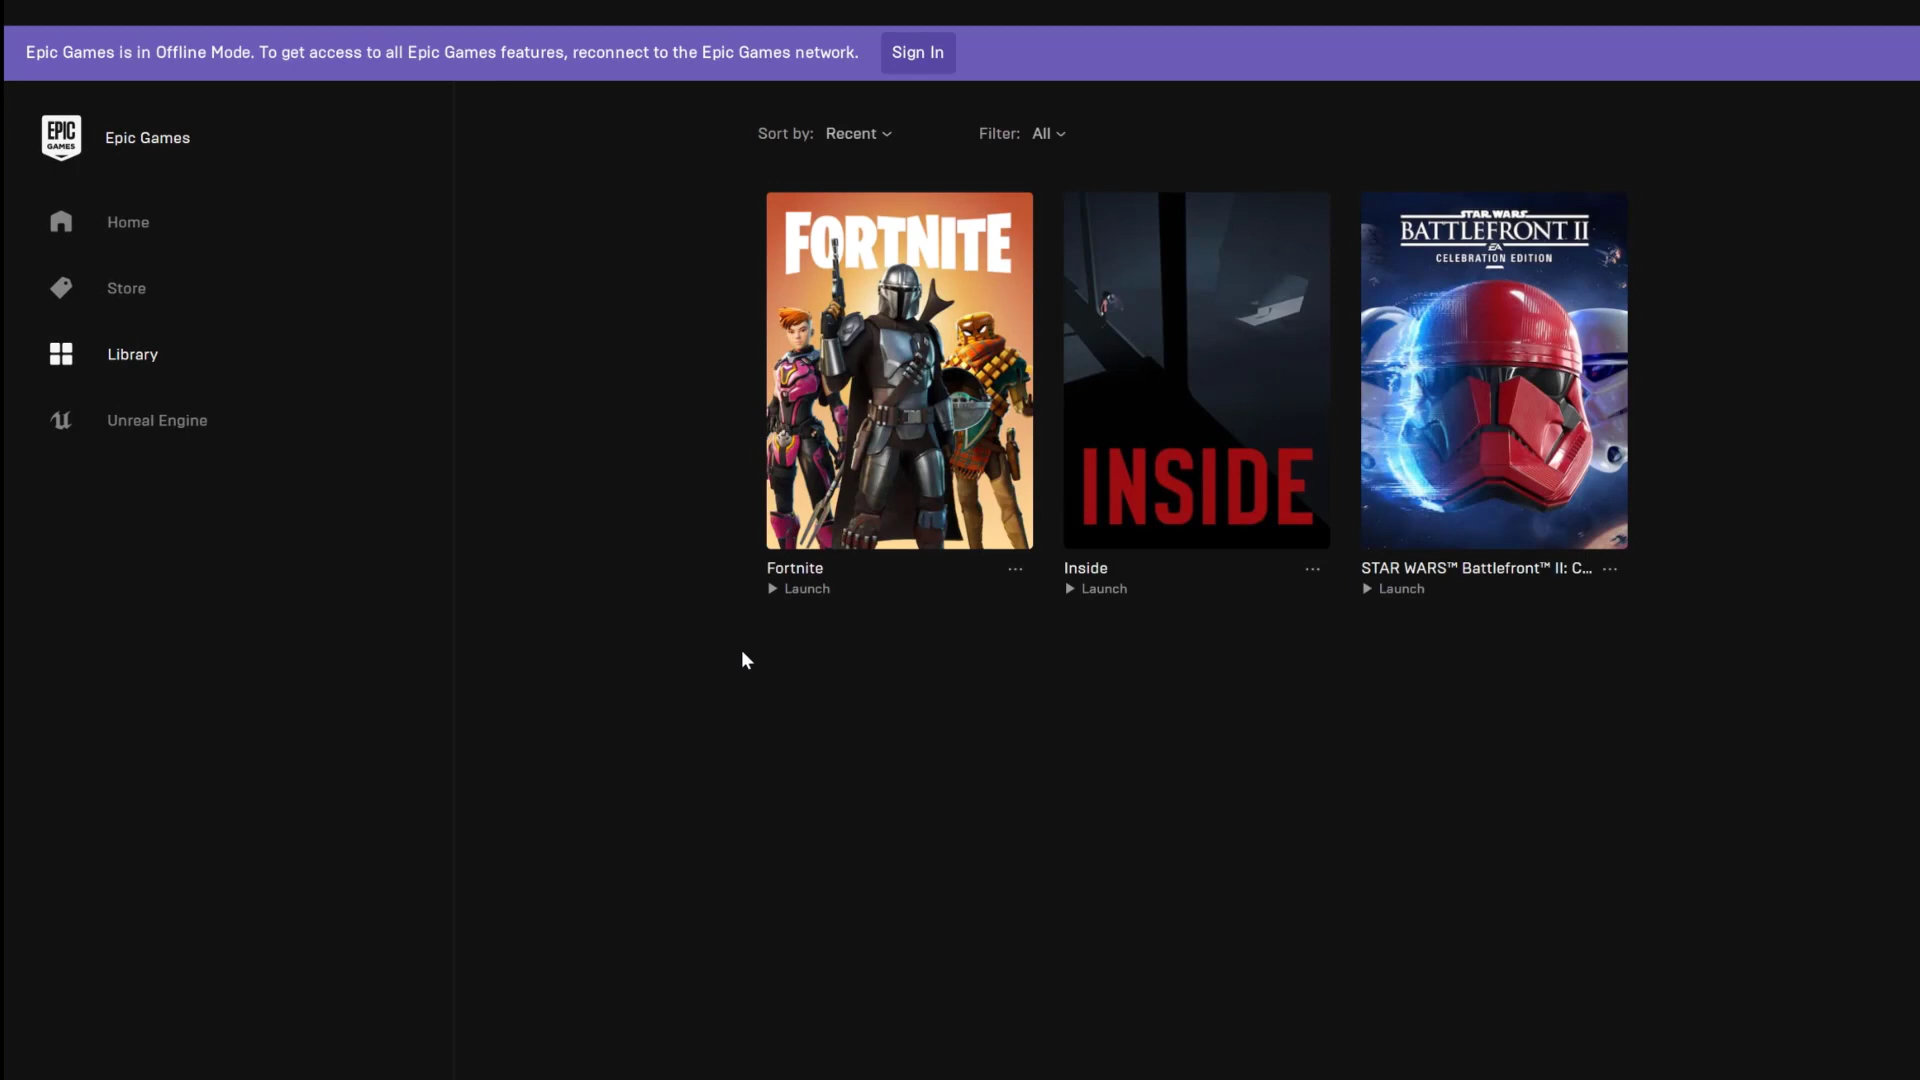 Epic Games is in Offline Mode. To get access to all Epic Games features, reconnect to the Epic Games network. Sign In
EPIC
GAMES
Epic Games
Home
Store
Library
Unreal Engine
Sort by: Recent Filter: All
FORTNITE
INSIDE
STAR WARS
BATTLEFRONT II
EA
CELEBRATION EDITION
Fortnite ...
Launch
Inside ...
Launch
STAR WARS™ Battlefront™ II: C... ...
Launch